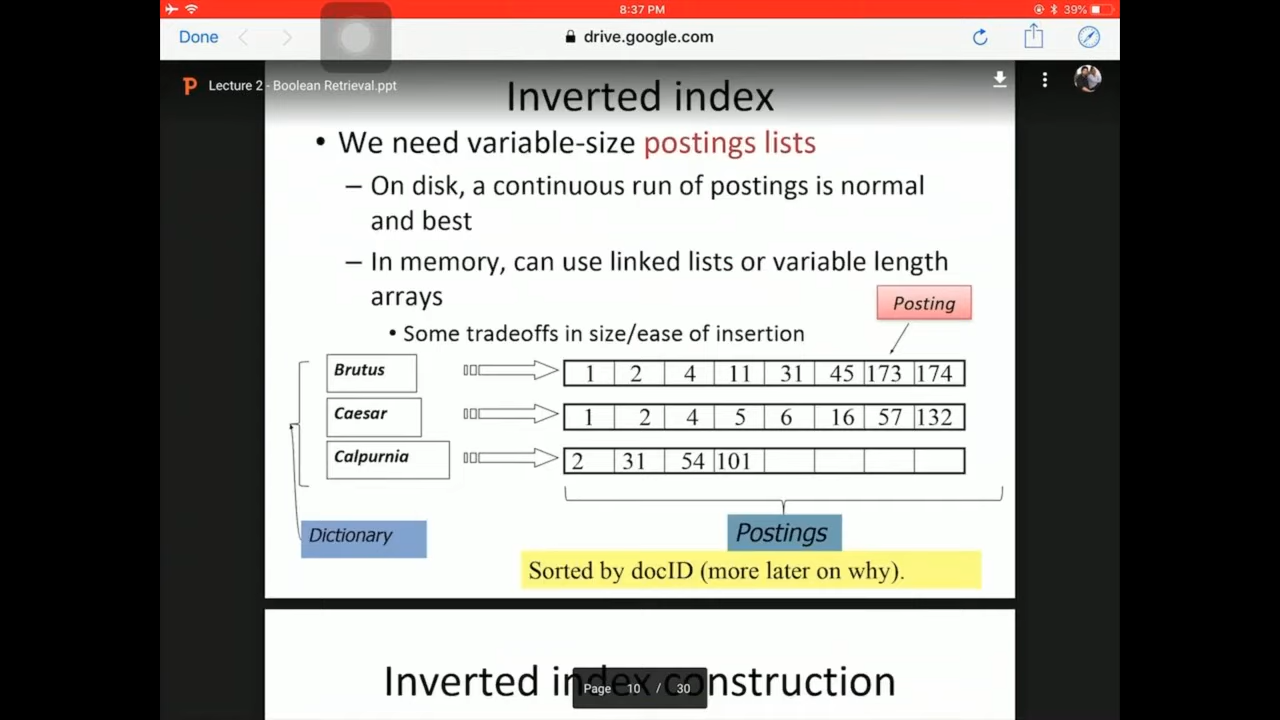 8:37 PM
39%
Done
drive.google.com
Lecture 2 - Boolean Retrieval.ppt
Inverted index
• We need variable-size postings lists
– On disk, a continuous run of postings is normal
and best
– In memory, can use linked lists or variable length
arrays
Posting
• Some tradeoffs in size/ease of insertion
Brutus 1 2 4 11 31 45 173 174
Caesar 1 2 4 5 6 16 57 132
Calpurnia 2 31 54 101
Dictionary
Postings
Sorted by docID (more later on why).
Inverted index construction
Page 10 / 30